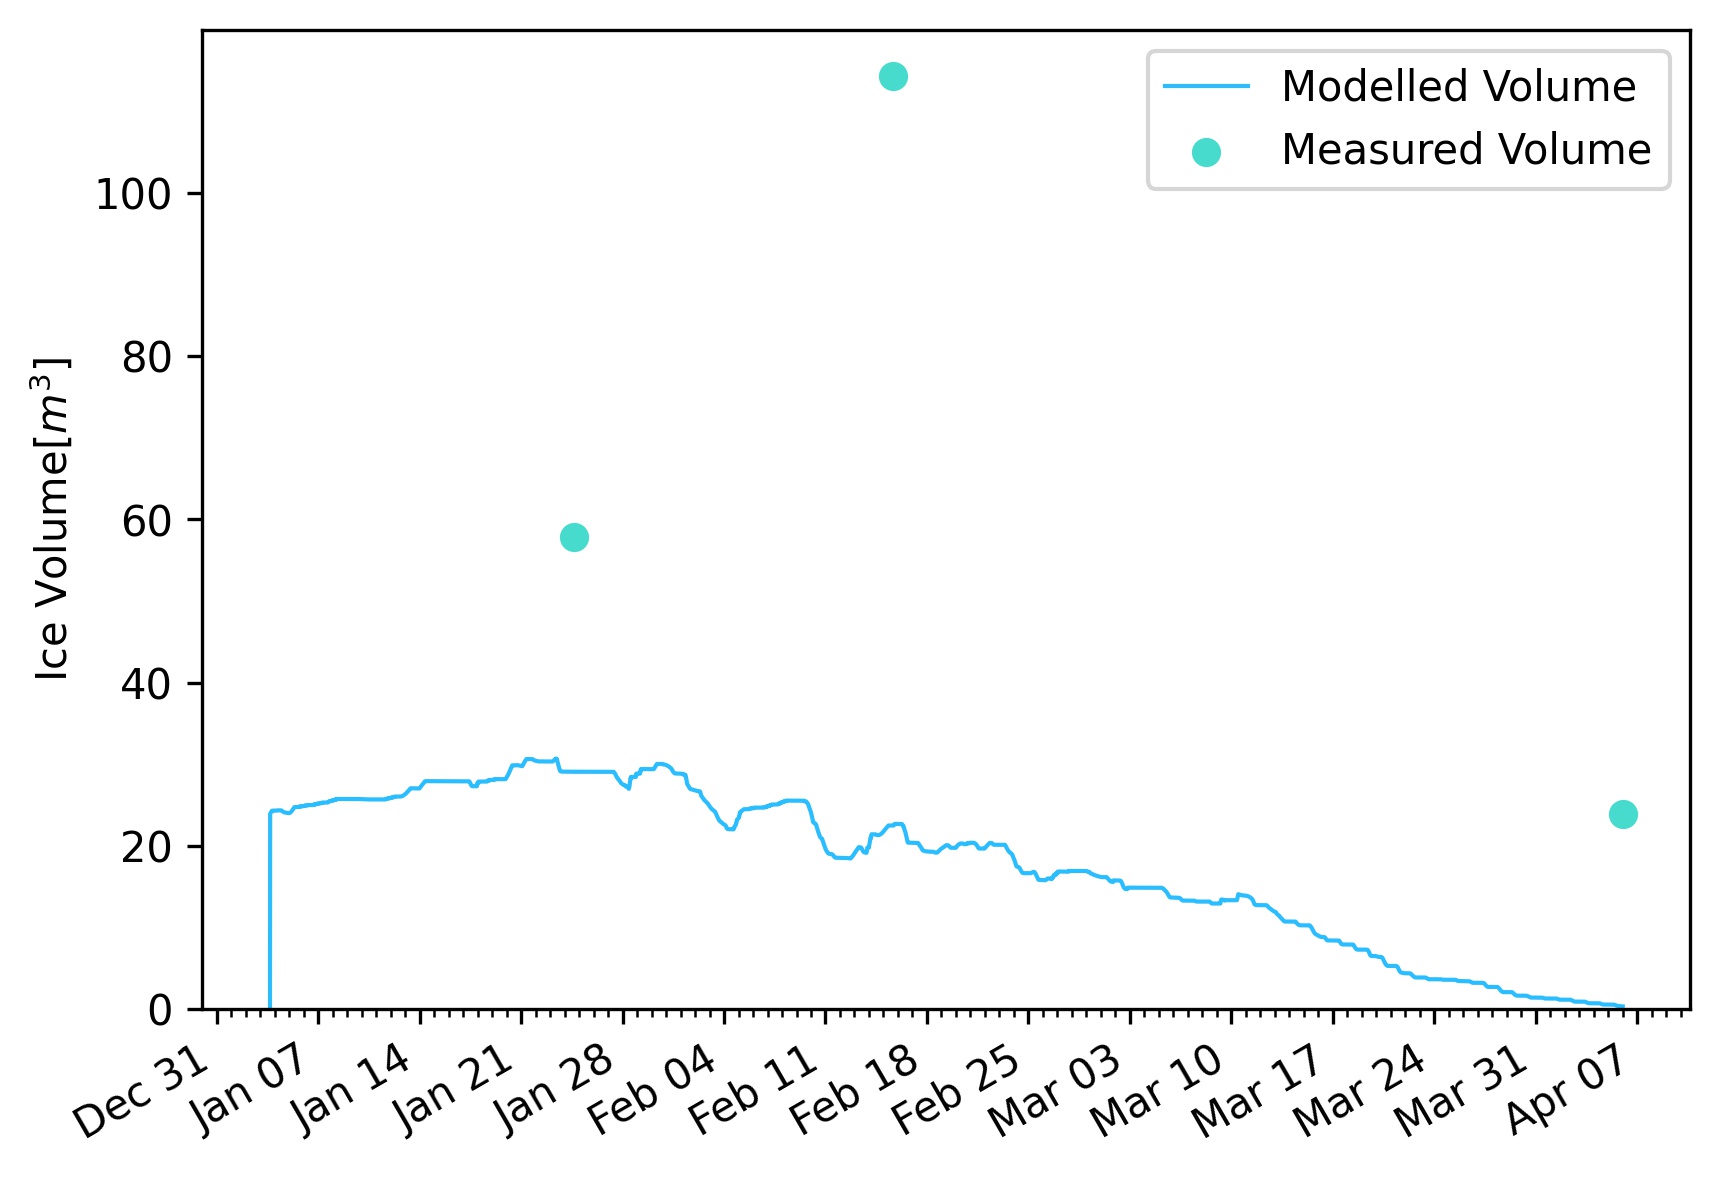 Modelled Volume
Measured Volume
Ice Volume[$m^3$]
100
80
60
40
20
0
Dec 31
Jan 07
Jan 14
Jan 21
Jan 28
Feb 04
Feb 11
Feb 18
Feb 25
Mar 03
Mar 10
Mar 17
Mar 24
Mar 31
Apr 07